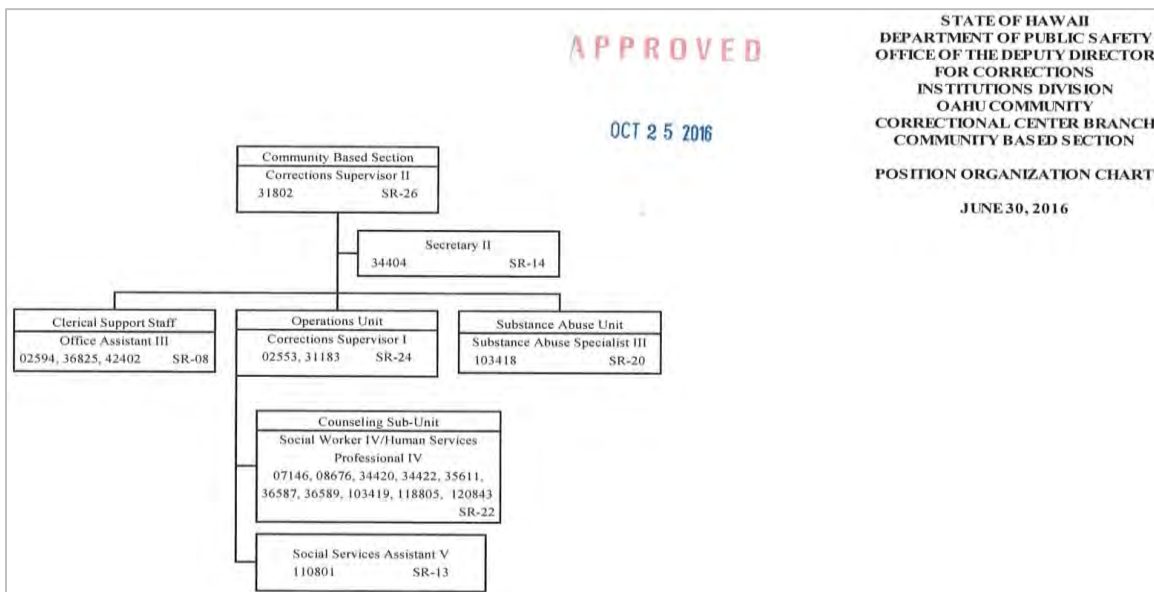 APPROVED
OCT 25 2016
STATE OF HAWAII
DEPARTMENT OF PUBLIC SAFETY
OFFICE OF THE DEPUTY DIRECTOR
FOR CORRECTIONS
INSTITUTIONS DIVISION
OAHU COMMUNITY
CORRECTIONAL CENTER BRANCH
COMMUNITY BASED SECTION
POSITION ORGANIZATION CHART
JUNE 30, 2016
Community Based Section
Corrections Supervisor II
31802 SR-26
Secretary II
34404 SR-14
Clerical Support Staff
Office Assistant III
02594, 36825, 42402 SR-08
Operations Unit
Corrections Supervisor I
02553, 31183 SR-24
Substance Abuse Unit
Substance Abuse Specialist III
103418 SR-20
Counseling Sub-Unit
Social Worker IV/Human Services
Professional IV
07146, 08676, 34420, 34422, 35611,
36587, 36589, 103419, 118805, 120843
SR-22
Social Services Assistant V
110801 SR-13